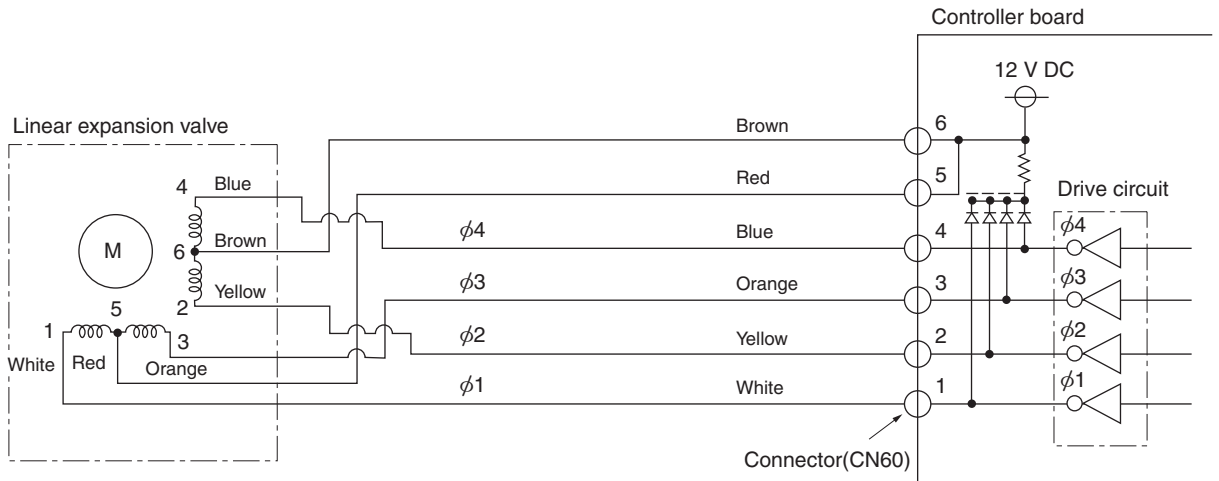 Controller board
12 V DC
Linear expansion valve
Brown
6
Red
5
Drive circuit
4
Blue
M
6
Brown
ϕ4
Blue
4
ϕ4
2
Yellow
ϕ3
Orange
3
ϕ3
5
1
3
White
Red
Orange
ϕ2
Yellow
2
ϕ2
ϕ1
White
1
ϕ1
Connector(CN60)